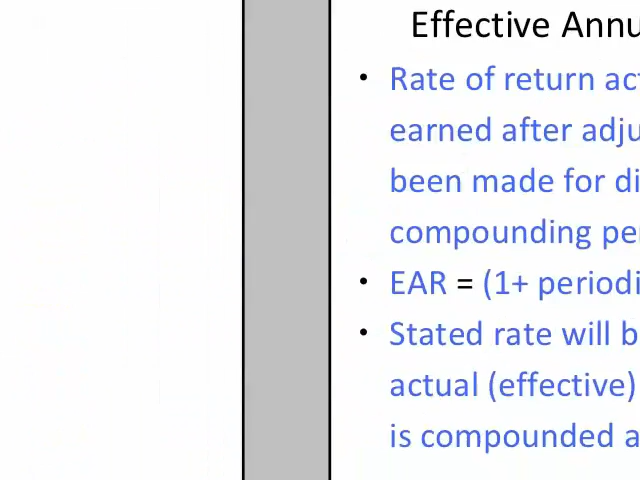 Effective Annu
• Rate of return ac
earned after adju
been made for di
compounding pe
• EAR = (1+ periodi
• Stated rate will b
actual (effective)
is compounded a